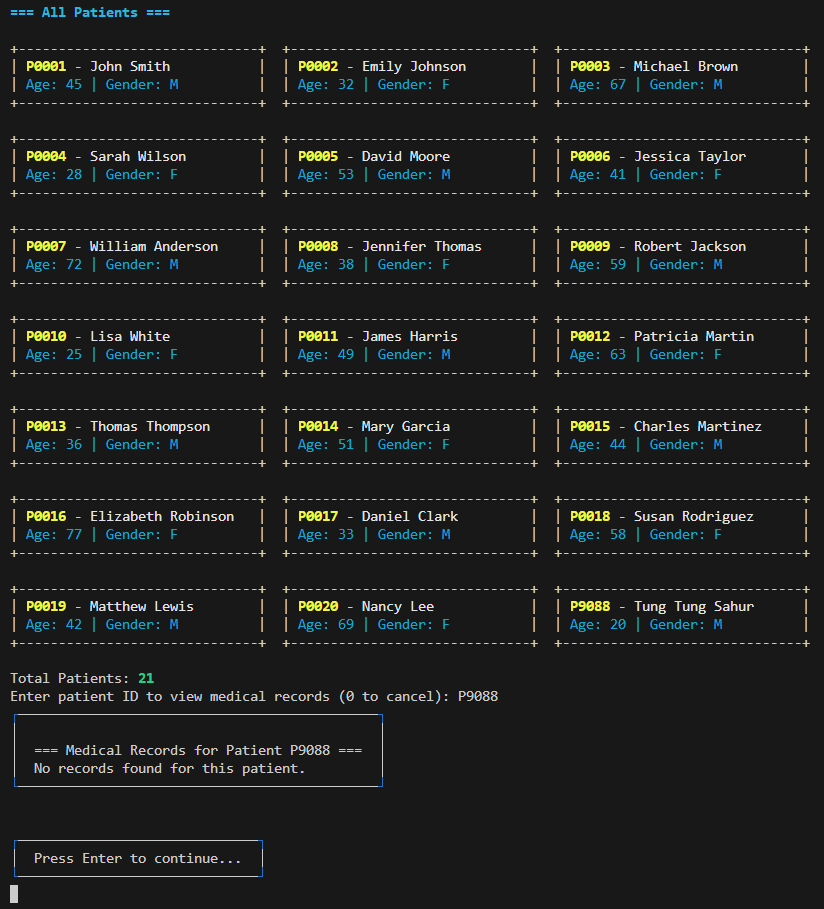 === All Patients ===
P0001 - John Smith | P0002 - Emily Johnson | P0003 - Michael Brown
Age: 45 | Gender: M | Age: 32 | Gender: F | Age: 67 | Gender: M
P0004 - Sarah Wilson | P0005 - David Moore | P0006 - Jessica Taylor
Age: 28 | Gender: F | Age: 53 | Gender: M | Age: 41 | Gender: F
P0007 - William Anderson | P0008 - Jennifer Thomas | P0009 - Robert Jackson
Age: 72 | Gender: M | Age: 38 | Gender: F | Age: 59 | Gender: M
P0010 - Lisa White | P0011 - James Harris | P0012 - Patricia Martin
Age: 25 | Gender: F | Age: 49 | Gender: M | Age: 63 | Gender: F
P0013 - Thomas Thompson | P0014 - Mary Garcia | P0015 - Charles Martinez
Age: 36 | Gender: M | Age: 51 | Gender: F | Age: 44 | Gender: M
P0016 - Elizabeth Robinson | P0017 - Daniel Clark | P0018 - Susan Rodriguez
Age: 77 | Gender: F | Age: 33 | Gender: M | Age: 58 | Gender: F
P0019 - Matthew Lewis | P0020 - Nancy Lee | P9088 - Tung Tung Sahur
Age: 42 | Gender: M | Age: 69 | Gender: F | Age: 20 | Gender: M
Total Patients: 21
Enter patient ID to view medical records (0 to cancel): P9088
=== Medical Records for Patient P9088 ===
No records found for this patient.
Press Enter to continue...